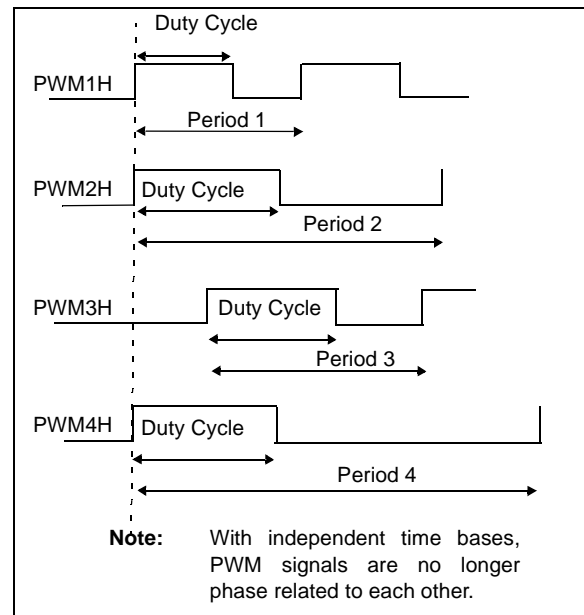 Duty Cycle
PWM1H
Period 1
PWM2H
Duty Cycle
Period 2
PWM3H
Duty Cycle
Period 3
PWM4H
Duty Cycle
Period 4
Note: With independent time bases,
PWM signals are no longer
phase related to each other.